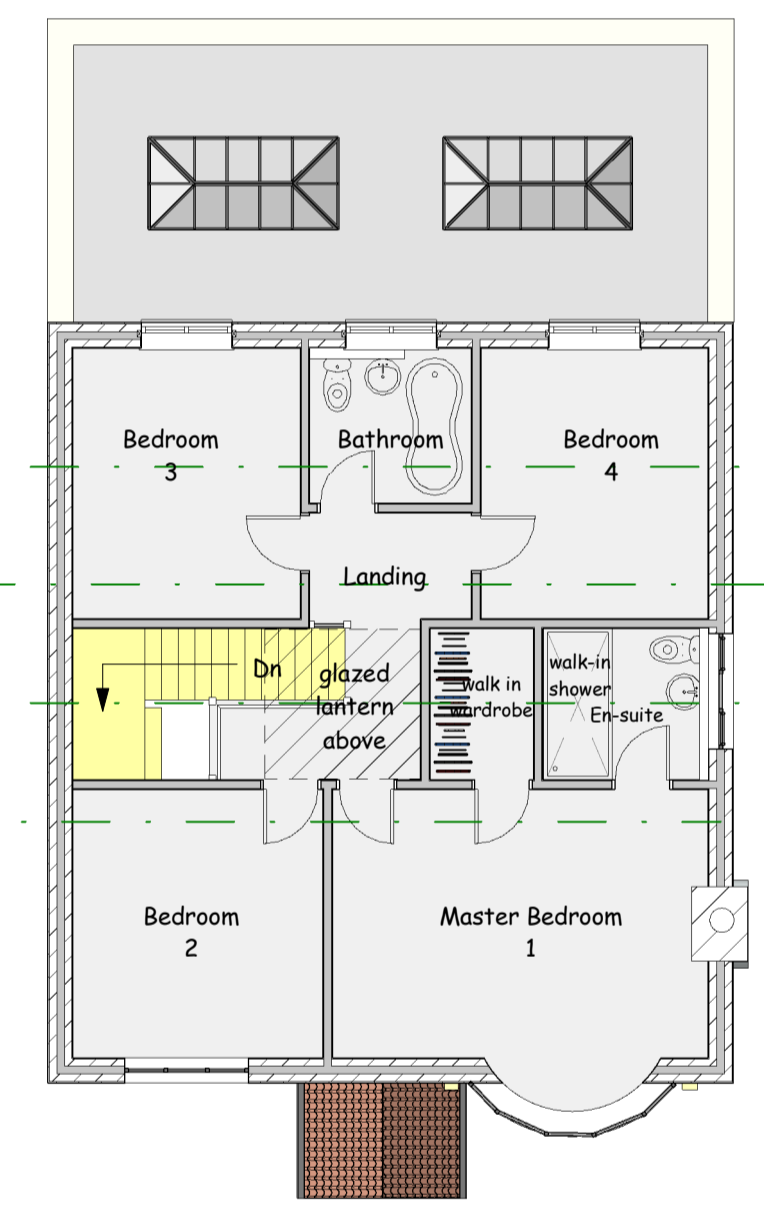 Bedroom
3
Bathroom
Bedroom
4
Landing
Dn
glazed
lantern
above
walk in
wardrobe
walk-in
shower
En-suite
Bedroom
2
Master Bedroom
1